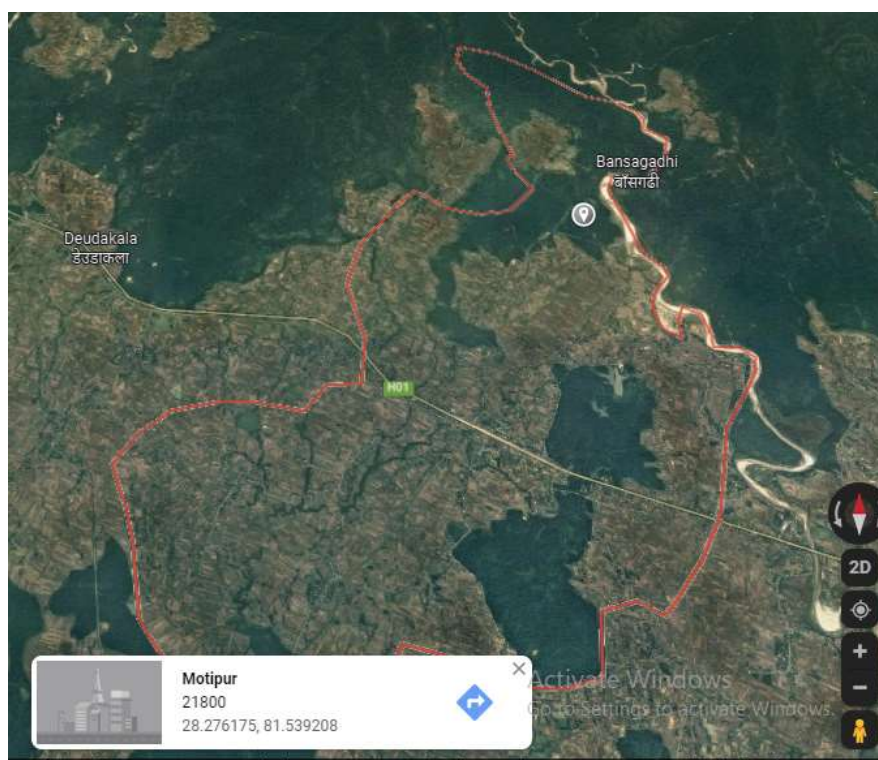 Bansagadhi
बाँसगढी
Deudakala
डेउडाकला
H01
2D
+
−
Motipur
21800
28.276175, 81.539208
×
Activate Windows
Go to Settings to activate Windows.